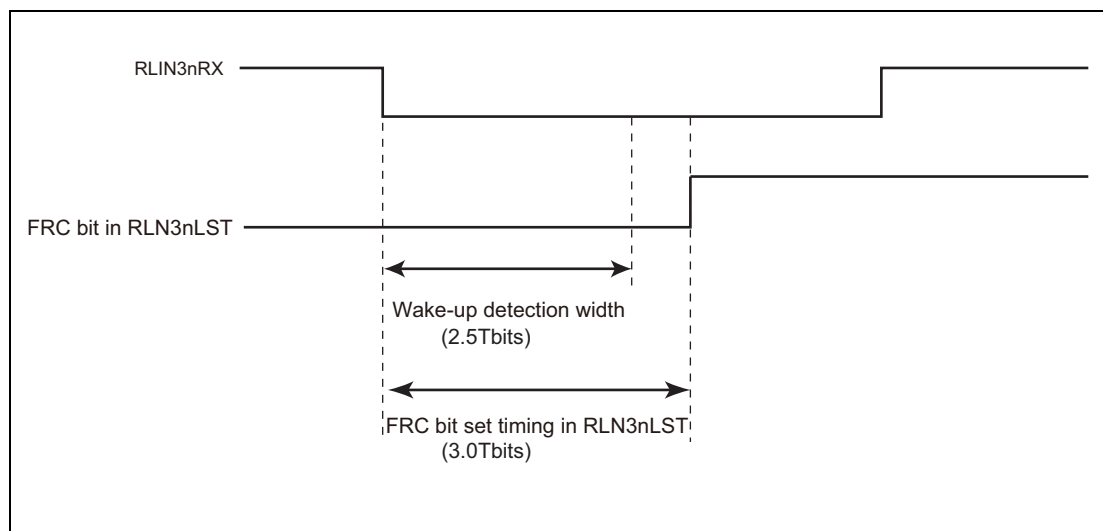 RLIN3nRX
FRC bit in RLN3nLST
Wake-up detection width
(2.5Tbits)
FRC bit set timing in RLN3nLST
(3.0Tbits)